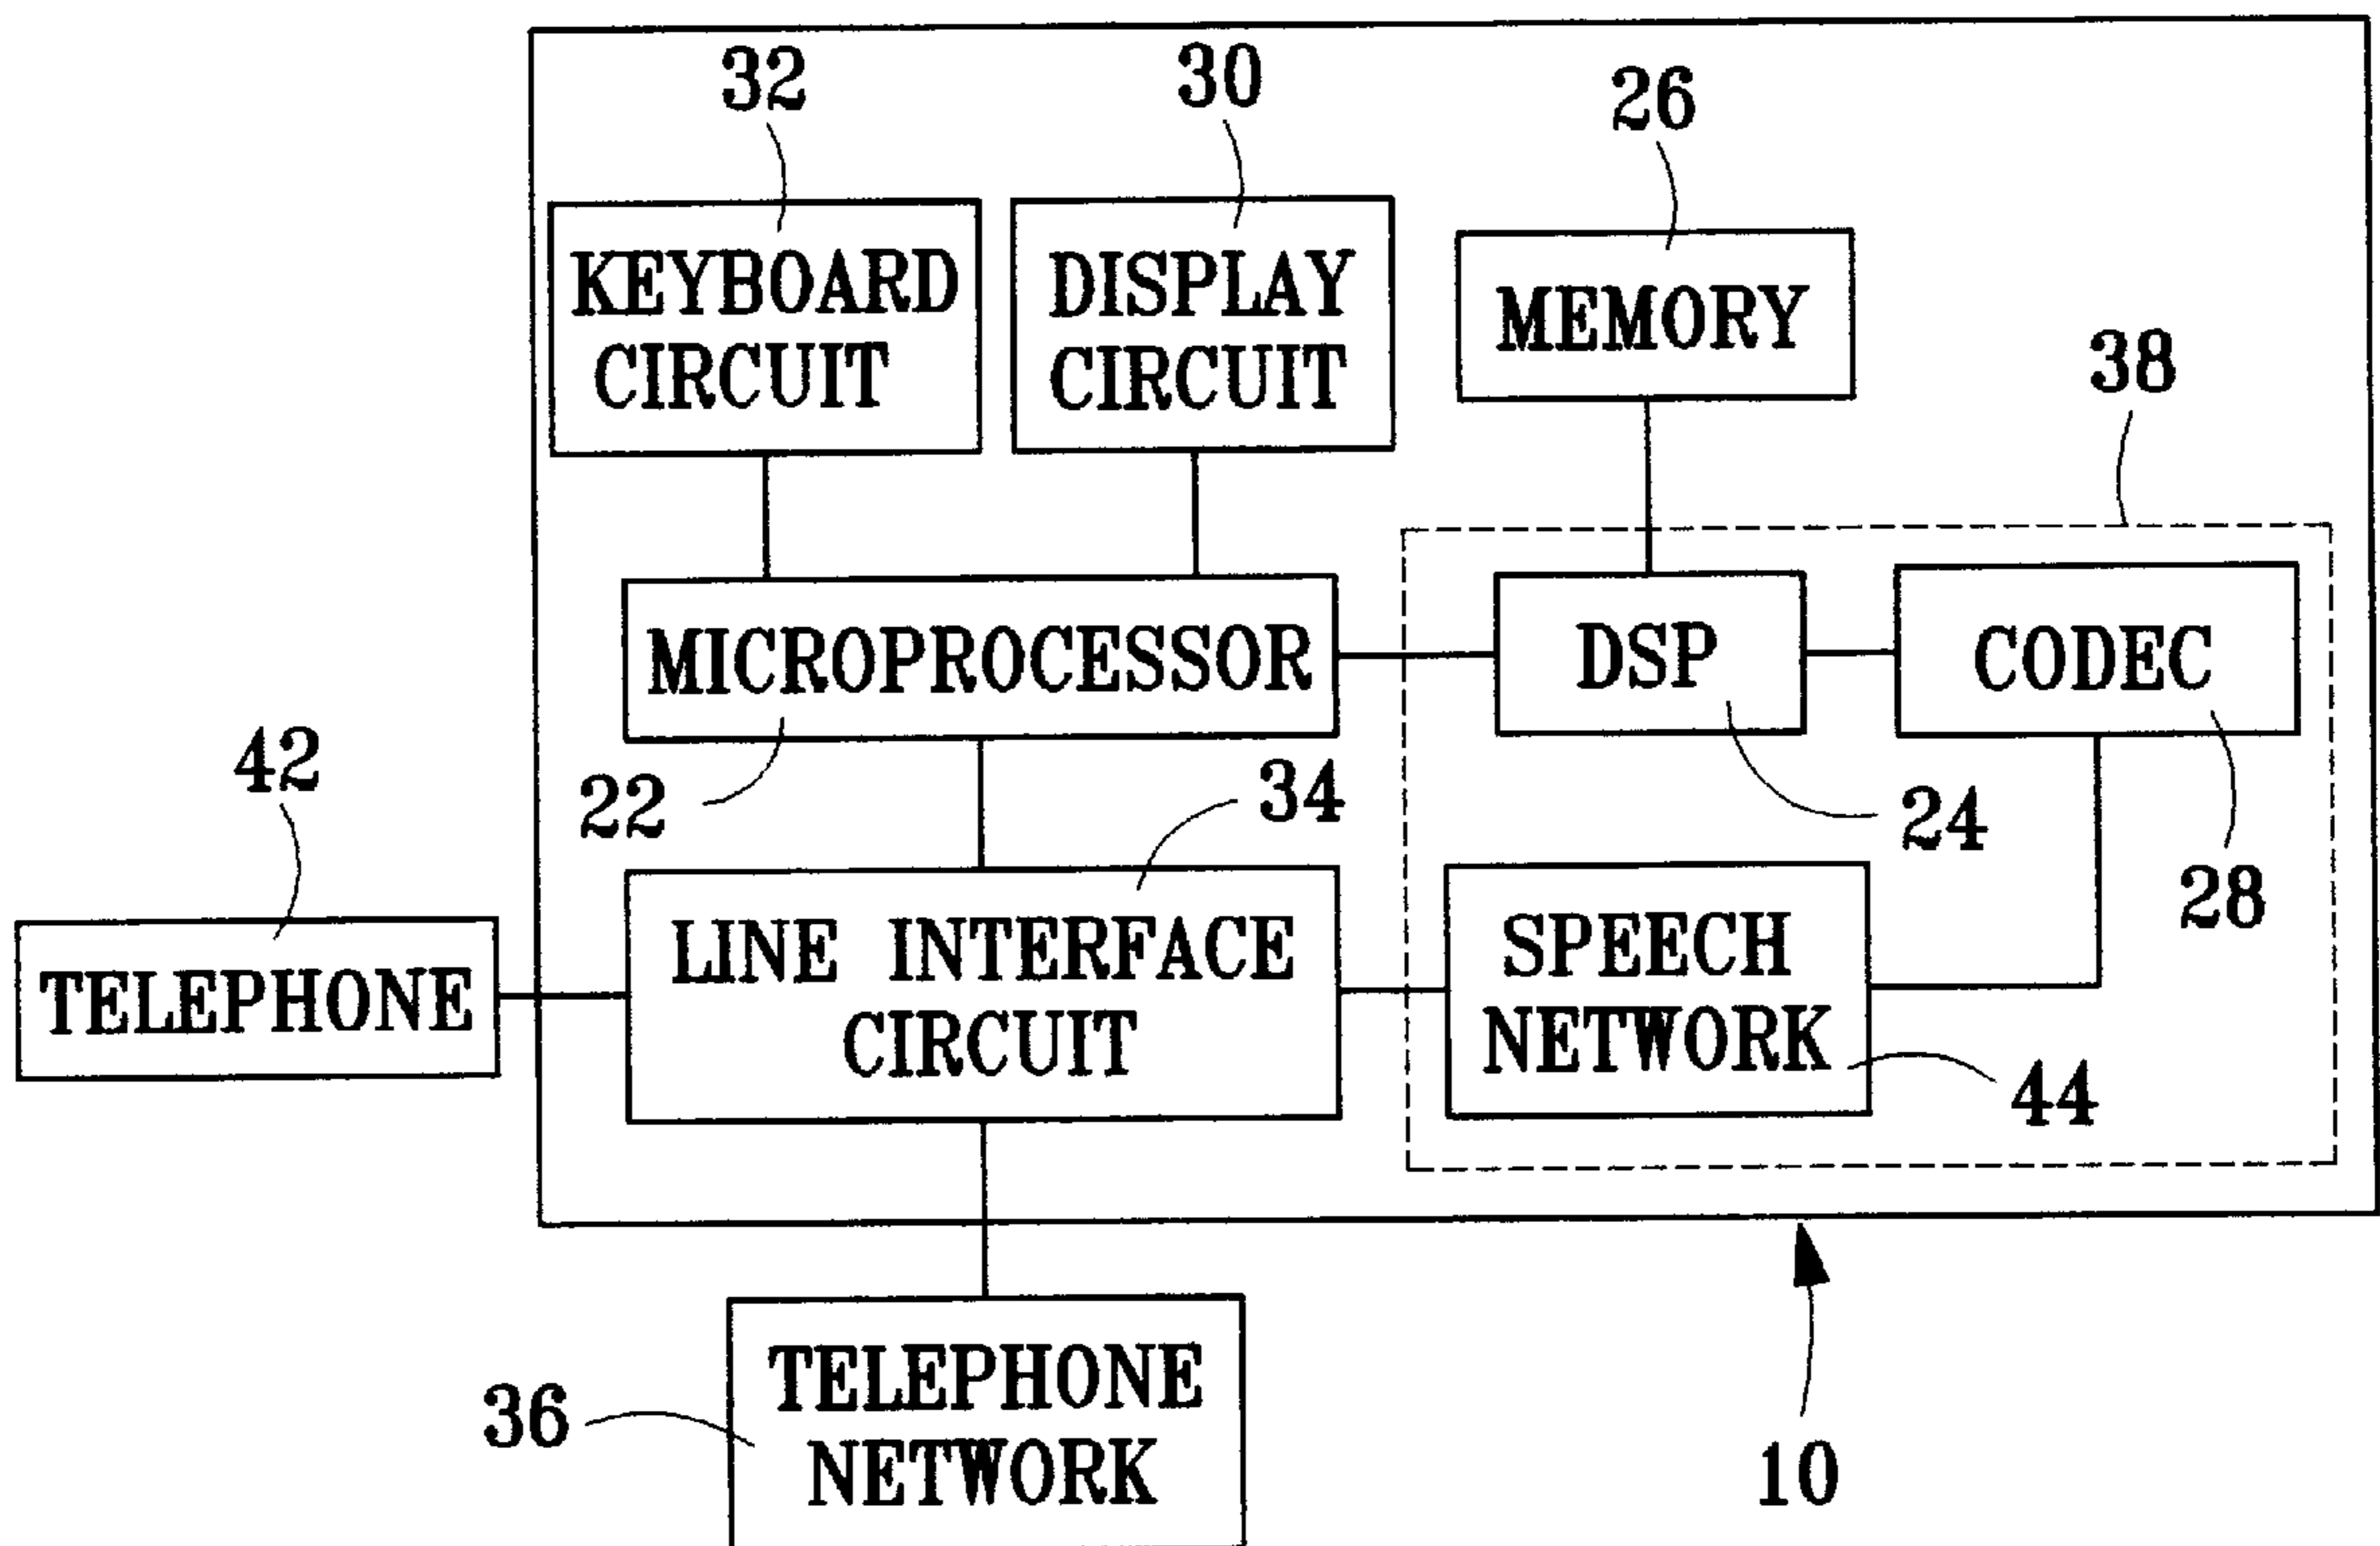 32
30
26
KEYBOARD
CIRCUIT
DISPLAY
CIRCUIT
MEMORY
38
MICROPROCESSOR
DSP
CODEC
42
22
34
24
28
TELEPHONE
LINE INTERFACE
CIRCUIT
SPEECH
NETWORK
44
36
TELEPHONE
NETWORK
10